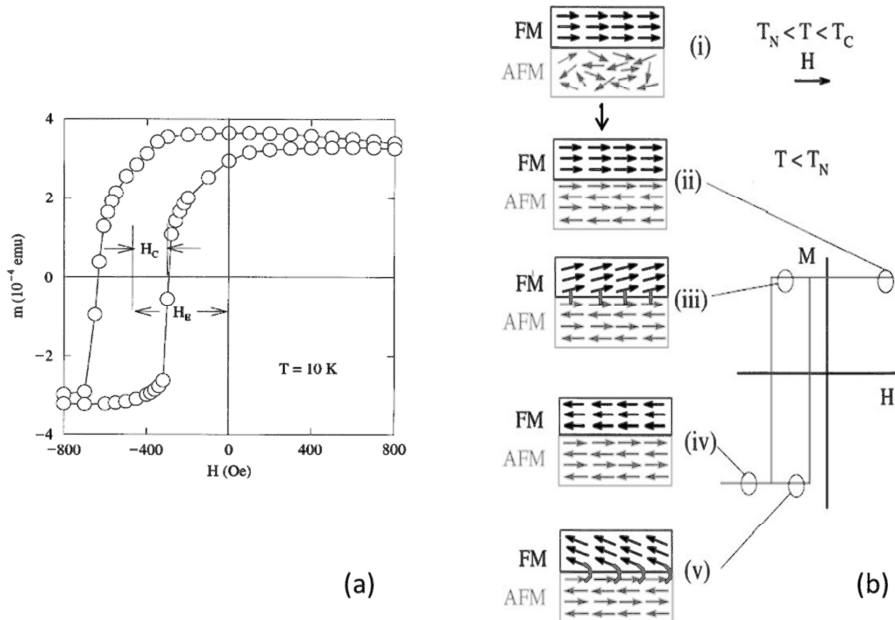 4
2
0
-2
-4
m (10⁻⁴ emu)
H_C
H_E
T = 10 K
-800
-400
0
400
800
H (Oe)
(a)
FM
AFM
(i)
T_N < T < T_C
H
FM
AFM
(ii)
T < T_N
FM
AFM
(iii)
M
H
FM
AFM
(iv)
FM
AFM
(v)
(b)